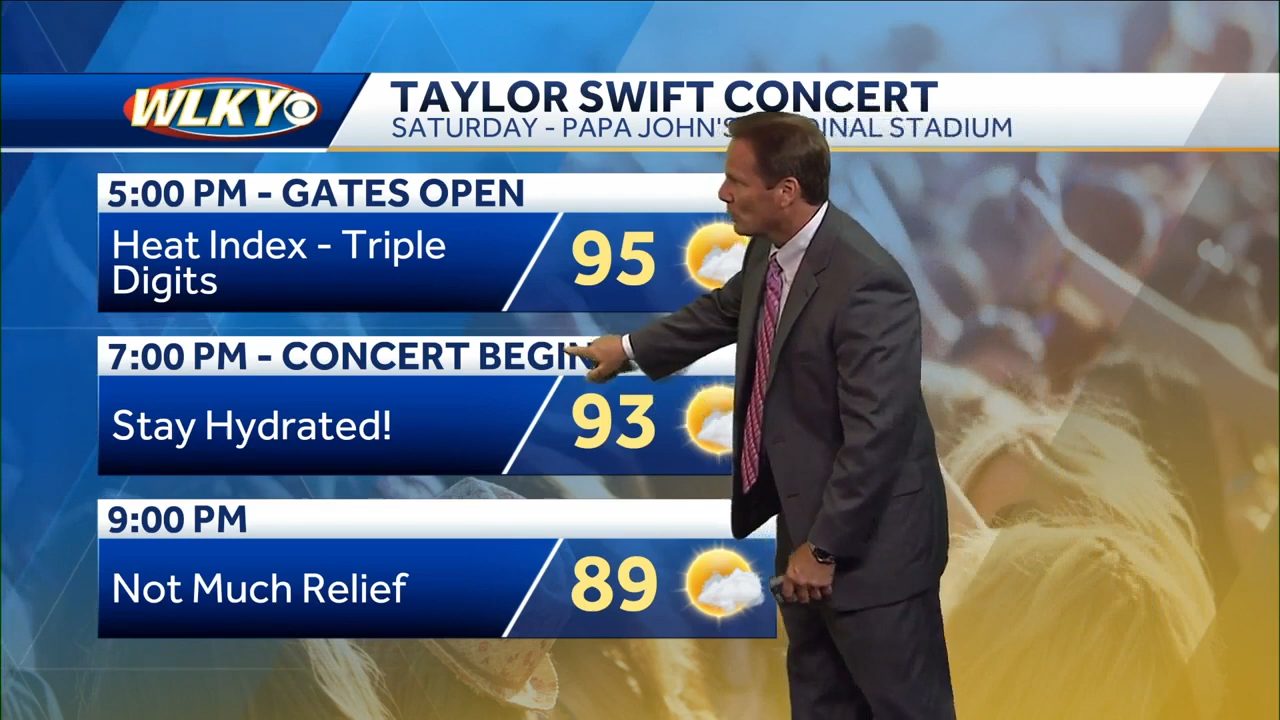 WLKY
TAYLOR SWIFT CONCERT
SATURDAY - PAPA JOHN'S STADIUM
5:00 PM - GATES OPEN
Heat Index - Triple
Digits
95
7:00 PM - CONCERT BEGIN
Stay Hydrated!
93
9:00 PM
Not Much Relief
89